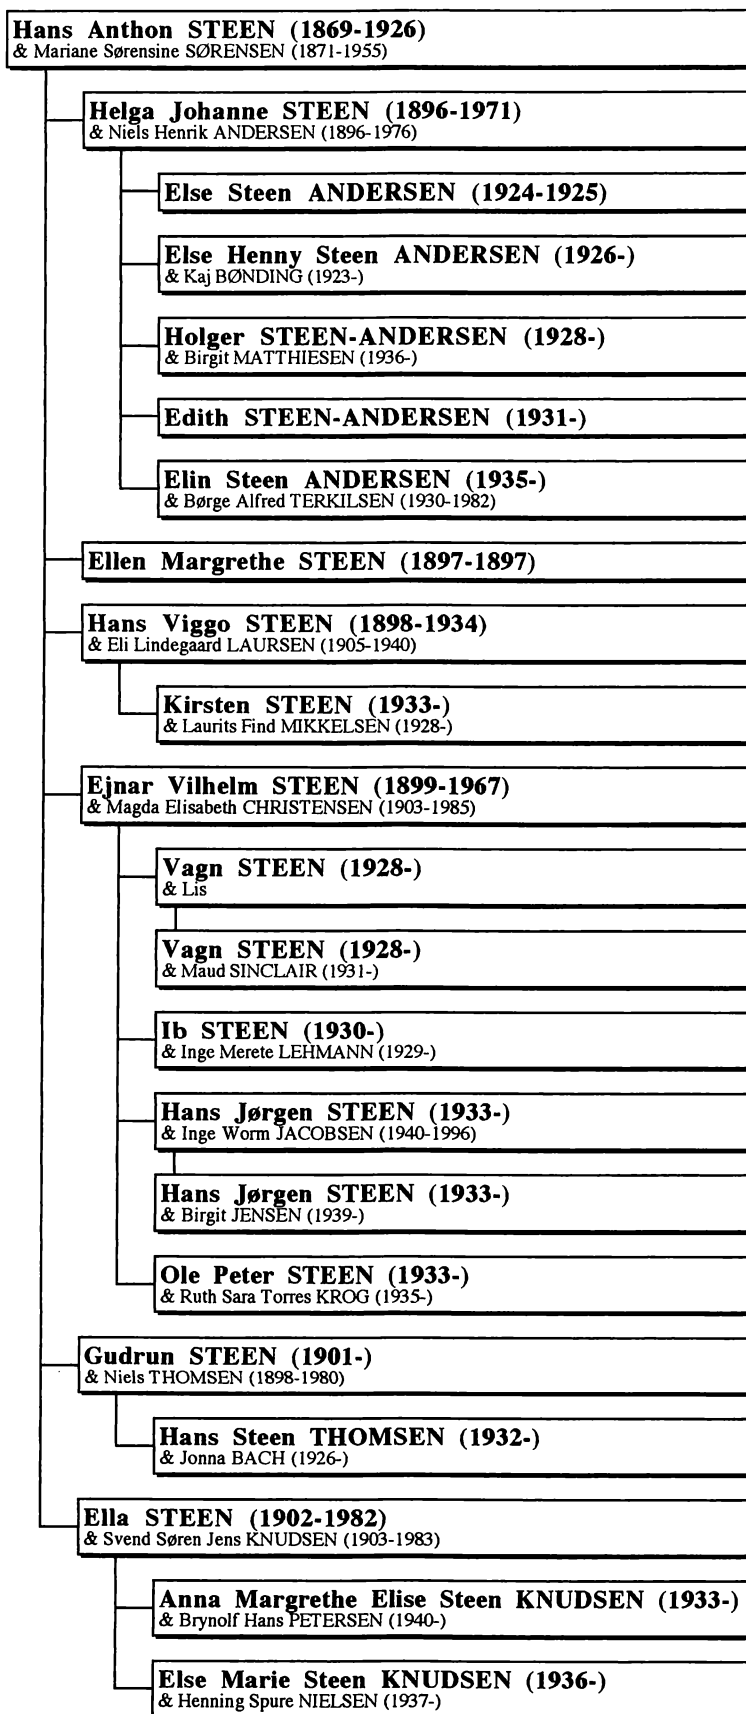 Hans Anthon STEEN (1869-1926)
& Mariane Sørensine SØRENSEN (1871-1955)
Helga Johanne STEEN (1896-1971)
& Niels Henrik ANDERSEN (1896-1976)
Else Steen ANDERSEN (1924-1925)
Else Henny Steen ANDERSEN (1926-)
& Kaj BØNDING (1923-)
Holger STEEN-ANDERSEN (1928-)
& Birgit MATTHIESEN (1936-)
Edith STEEN-ANDERSEN (1931-)
Elin Steen ANDERSEN (1935-)
& Børge Alfred TERKILSEN (1930-1982)
Ellen Margrethe STEEN (1897-1897)
Hans Viggo STEEN (1898-1934)
& Eli Lindegaard LAURSEN (1905-1940)
Kirsten STEEN (1933-)
& Laurits Find MIKKELSEN (1928-)
Ejnar Vilhelm STEEN (1899-1967)
& Magda Elisabeth CHRISTENSEN (1903-1985)
Vagn STEEN (1928-)
& Lis
Vagn STEEN (1928-)
& Maud SINCLAIR (1931-)
Ib STEEN (1930-)
& Inge Merete LEHMANN (1929-)
Hans Jørgen STEEN (1933-)
& Inge Worm JACOBSEN (1940-1996)
Hans Jørgen STEEN (1933-)
& Birgit JENSEN (1939-)
Ole Peter STEEN (1933-)
& Ruth Sara Torres KROG (1935-)
Gudrun STEEN (1901-)
& Niels THOMSEN (1898-1980)
Hans Steen THOMSEN (1932-)
& Jonna BACH (1926-)
Ella STEEN (1902-1982)
& Svend Søren Jens KNUDSEN (1903-1983)
Anna Margrethe Elise Steen KNUDSEN (1933-)
& Brynolf Hans PETERSEN (1940-)
Else Marie Steen KNUDSEN (1936-)
& Henning Spure NIELSEN (1937-)